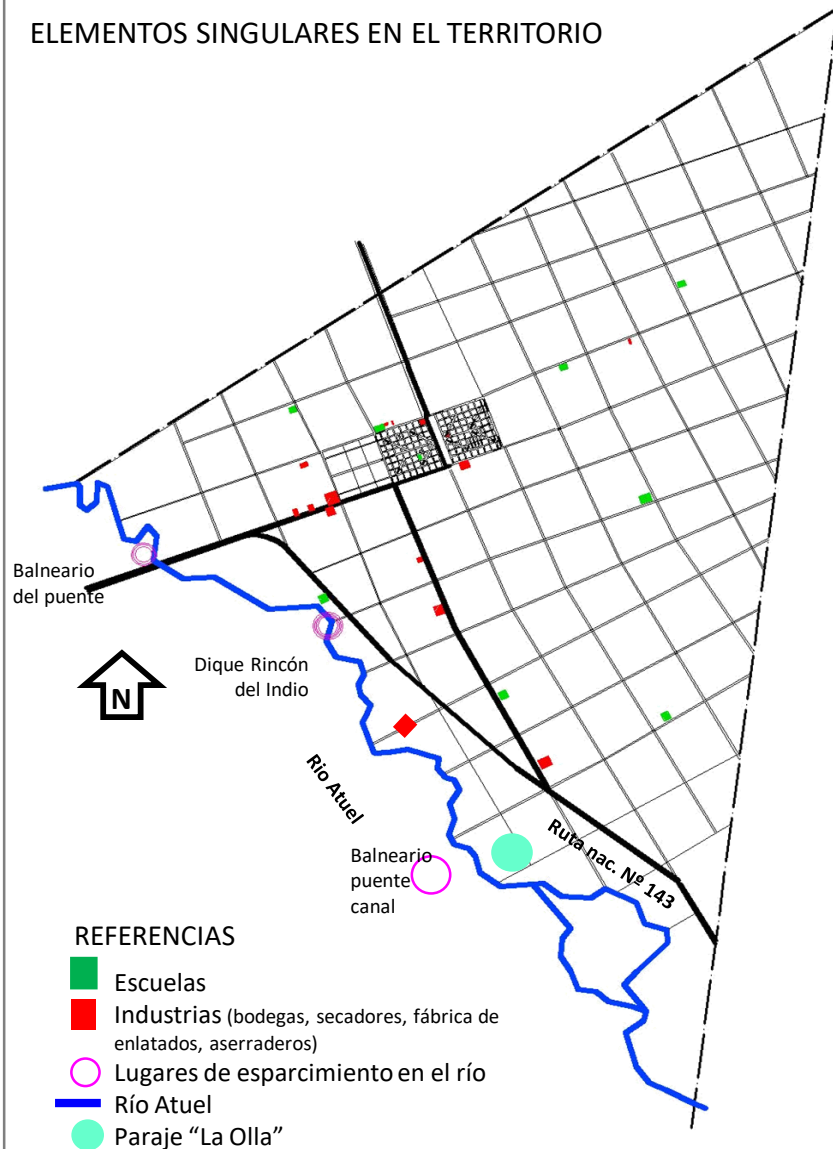 ELEMENTOS SINGULARES EN EL TERRITORIO
Balneario
del puente
N
Dique Rincón
del Indio
Rio Atuel
Balneario
puente
canal
Ruta nac. Nº 143
REFERENCIAS
Escuelas
Industrias (bodegas, secadores, fábrica de
enlatados, aserraderos)
Lugares de esparcimiento en el río
Río Atuel
Paraje “La Olla”